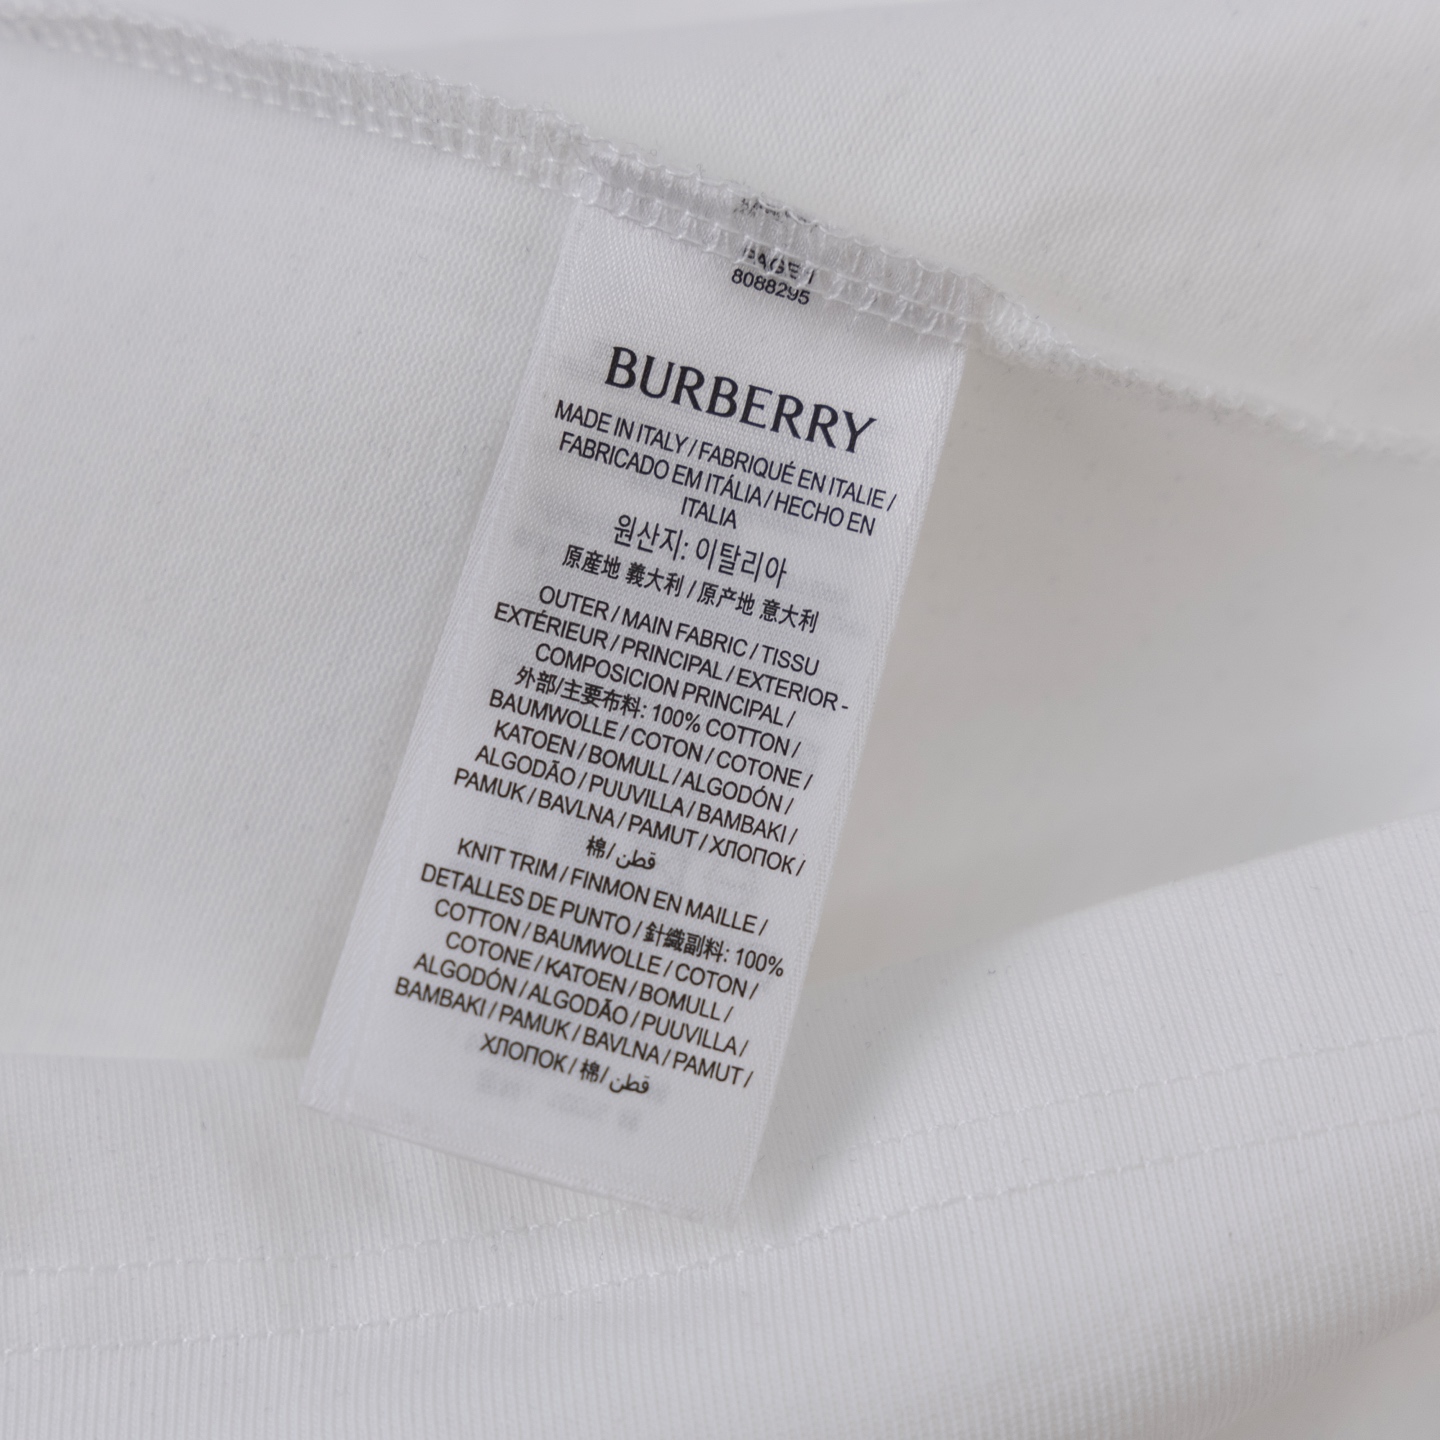 PAGE 1
8088295
BURBERRY
MADE IN ITALY / FABRIQUÉ EN ITALIE /
FABRICADO EM ITÁLIA / HECHO EN
ITALIA
원산지: 이탈리아
原産地 義大利 / 原产地 意大利
OUTER / MAIN FABRIC / TISSU
EXTÉRIEUR / PRINCIPAL / EXTERIOR -
COMPOSICION PRINCIPAL /
外部/主要布料: 100% COTTON /
BAUMWOLLE / COTON / COTONE /
KATOEN / BOMULL / ALGODÓN /
ALGODÃO / PUUVILLA / BAMBAKI /
PAMUK / BAVLNA / PAMUT / ХЛОПОК /
棉/ قطن
KNIT TRIM / FINMON EN MAILLE /
DETALLES DE PUNTO / 針織副料: 100%
COTTON / BAUMWOLLE / COTON /
COTONE / KATOEN / BOMULL /
ALGODÓN / ALGODÃO / PUUVILLA /
BAMBAKI / PAMUK / BAVLNA / PAMUT /
ХЛОПОК / 棉/ قطن